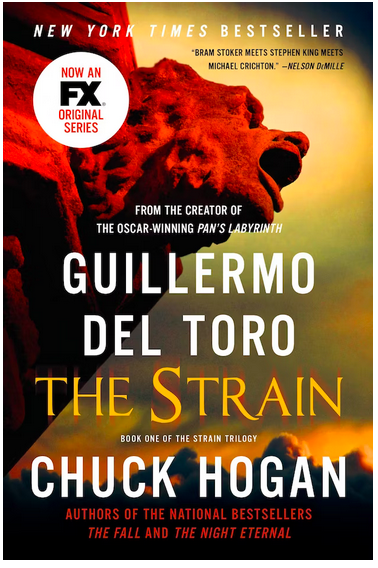 NEW YORK TIMES BESTSELLER
"BRAM STOKER MEETS STEPHEN KING MEETS
MICHAEL CRICHTON." —NELSON DeMILLE
NOW AN
FX
ORIGINAL
SERIES
FROM THE CREATOR OF
THE OSCAR-WINNING PAN'S LABYRINTH
GUILLERMO
DEL TORO
THE STRAIN
BOOK ONE OF THE STRAIN TRILOGY
CHUCK HOGAN
AUTHORS OF THE NATIONAL BESTSELLERS
THE FALL AND THE NIGHT ETERNAL